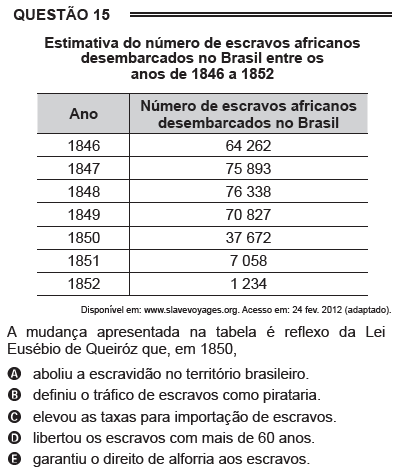 QUESTÃO 15
Estimativa do número de escravos africanos
desembarcados no Brasil entre os
anos de 1846 a 1852
Ano
Número de escravos africanos
desembarcados no Brasil
1846 64 262
1847 75 893
1848 76 338
1849 70 827
1850 37 672
1851 7 058
1852 1 234
Disponível em: www.slavevoyages.org. Acesso em: 24 fev. 2012 (adaptado).
A mudança apresentada na tabela é reflexo da Lei
Eusébio de Queiróz que, em 1850,
A aboliu a escravidão no território brasileiro.
B definiu o tráfico de escravos como pirataria.
C elevou as taxas para importação de escravos.
D libertou os escravos com mais de 60 anos.
E garantiu o direito de alforria aos escravos.